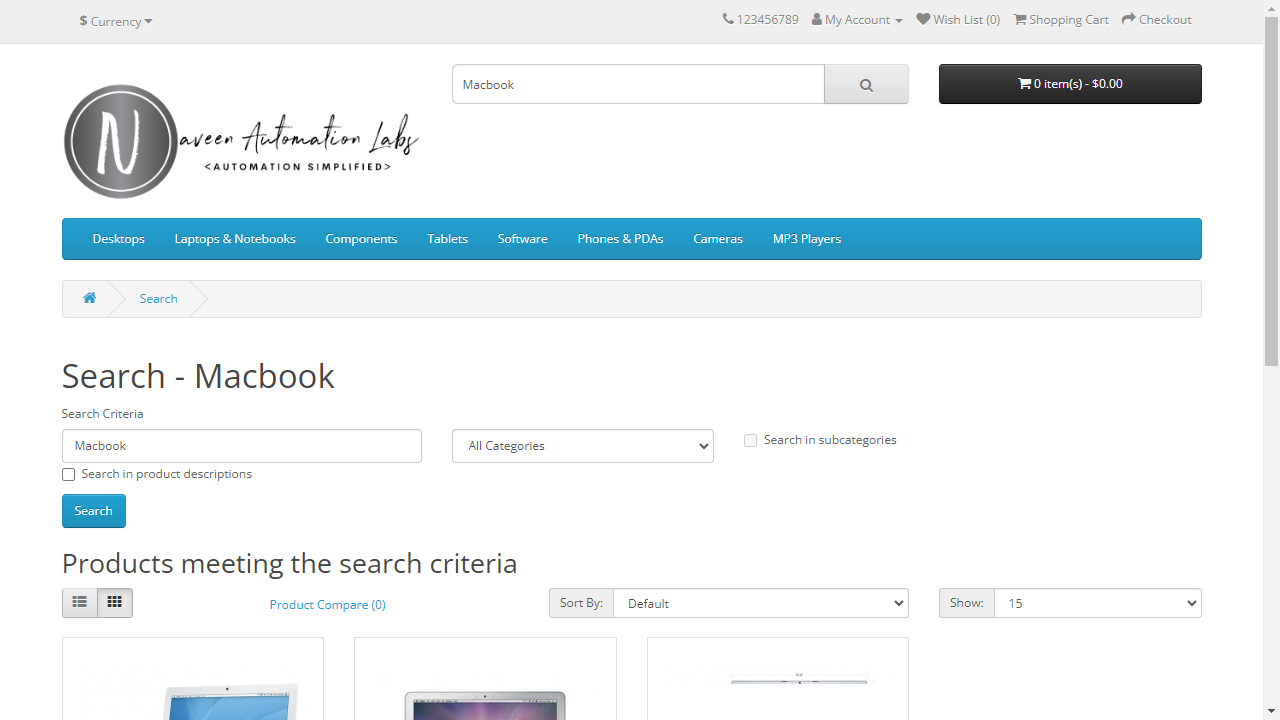 $ Currency
123456789 My Account Wish List (0) Shopping Cart Checkout
Macbook
0 item(s) - $0.00
N aveen Automation Labs
<AUTOMATION SIMPLIFIED>
Desktops Laptops & Notebooks Components Tablets Software Phones & PDAs Cameras MP3 Players
Search
Search - Macbook
Search Criteria
Macbook All Categories Search in subcategories
Search in product descriptions
Search
Products meeting the search criteria
Product Compare (0) Sort By: Default Show: 15